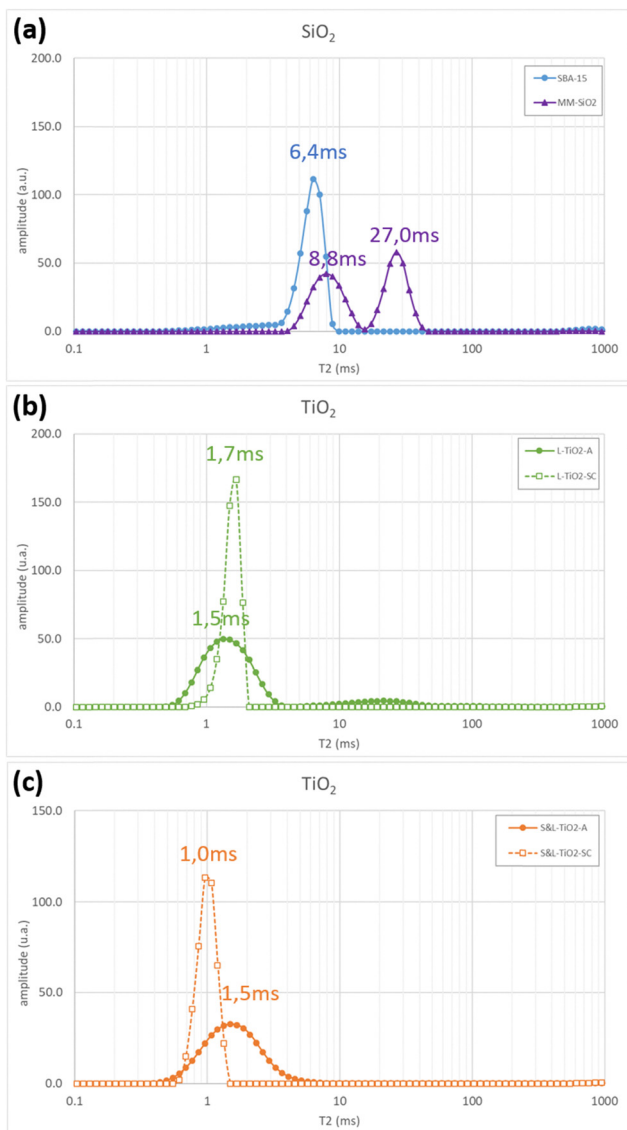 (a)
SiO₂
200.0
SBA-15
MM-SiO2
150.0
6,4ms
amplitude (a.u.)
100.0
27,0ms
8,8ms
50.0
0.0
0.1 1 10 100 1000
T2 (ms)
(b)
TiO₂
200.0
L-TiO2-A
L-TiO2-SC
1,7ms
150.0
amplitude (u.a.)
100.0
1,5ms
50.0
0.0
0.1 1 10 100 1000
T2 (ms)
(c)
TiO₂
150.0
S&L-TiO2-A
S&L-TiO2-SC
1,0ms
100.0
amplitude (u.a.)
1,5ms
50.0
0.0
0.1 1 10 100 1000
T2 (ms)